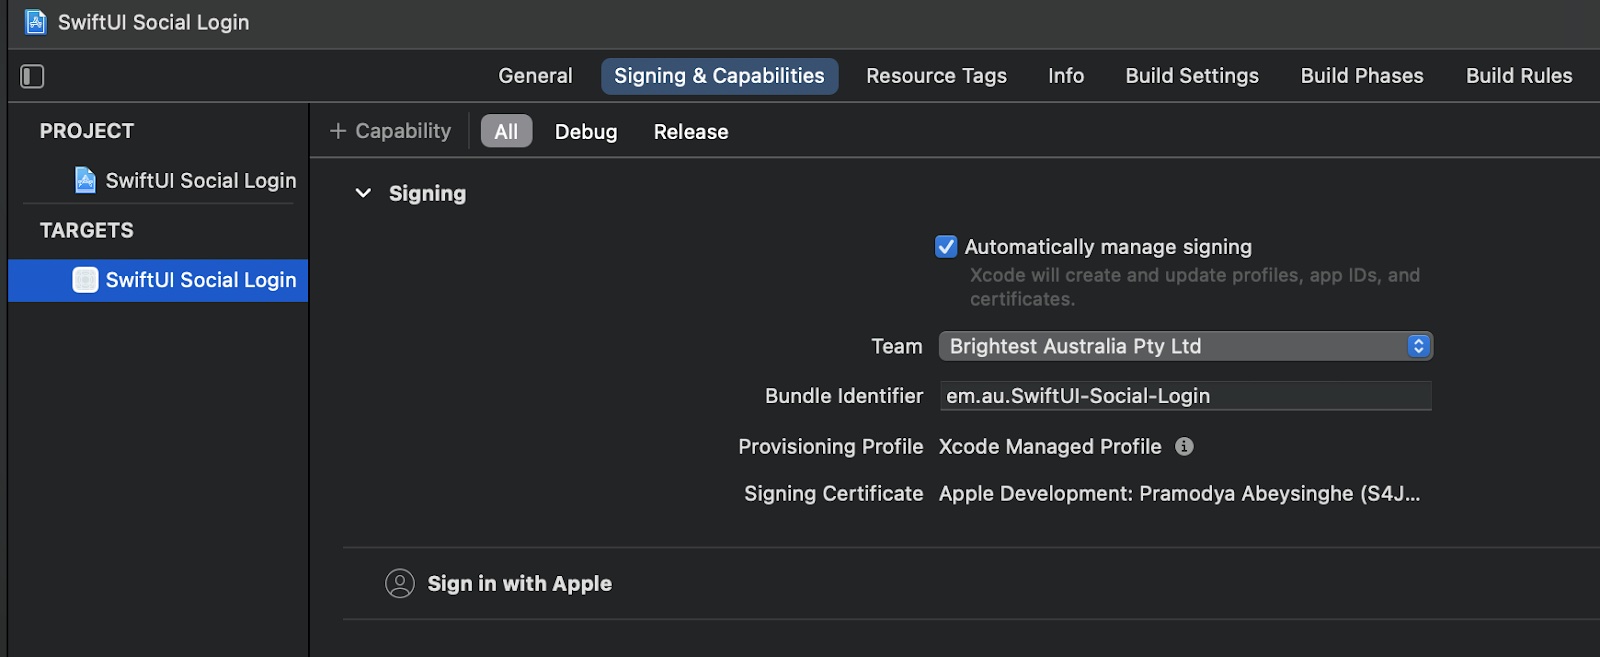 SwiftUI Social Login
General Signing & Capabilities Resource Tags Info Build Settings Build Phases Build Rules
PROJECT
SwiftUI Social Login
TARGETS
SwiftUI Social Login
+ Capability All Debug Release
Signing
Automatically manage signing
Xcode will create and update profiles, app IDs, and
certificates.
Team Brightest Australia Pty Ltd
Bundle Identifier em.au.SwiftUI-Social-Login
Provisioning Profile Xcode Managed Profile
Signing Certificate Apple Development: Pramodya Abeysinghe (S4J...
Sign in with Apple